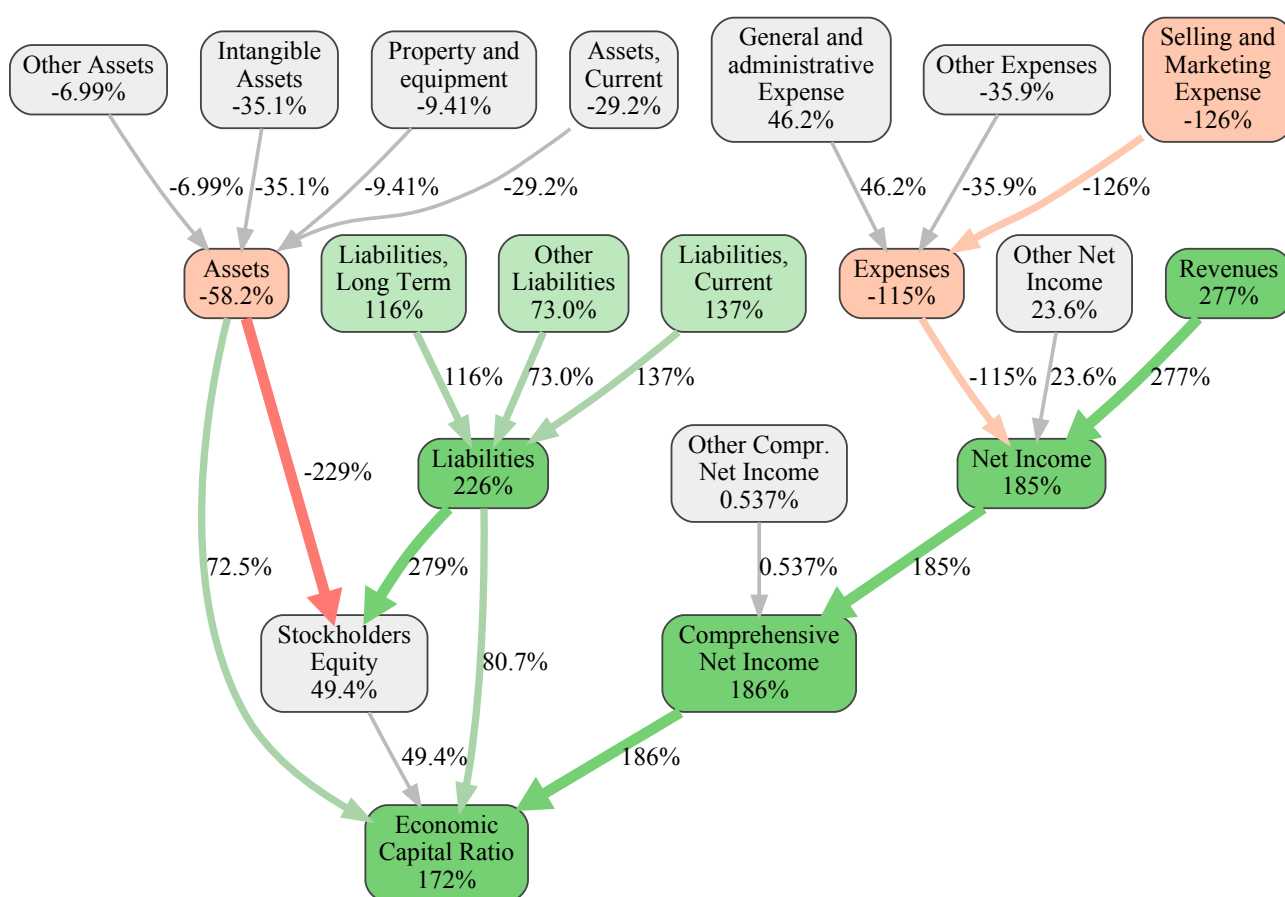 Other Assets
-6.99%
Intangible
Assets
-35.1%
Property and
equipment
-9.41%
Assets,
Current
-29.2%
General and
administrative
Expense
46.2%
Other Expenses
-35.9%
Selling and
Marketing
Expense
-126%
-6.99%
-35.1%
-9.41%
-29.2%
46.2%
-35.9%
-126%
Assets
-58.2%
Liabilities,
Long Term
116%
Other
Liabilities
73.0%
Liabilities,
Current
137%
Expenses
-115%
Other Net
Income
23.6%
Revenues
277%
116%
73.0%
137%
-115%
23.6%
277%
-229%
Liabilities
226%
Other Compr.
Net Income
0.537%
Net Income
185%
72.5%
279%
0.537%
185%
Stockholders
Equity
49.4%
80.7%
Comprehensive
Net Income
186%
49.4%
186%
Economic
Capital Ratio
172%